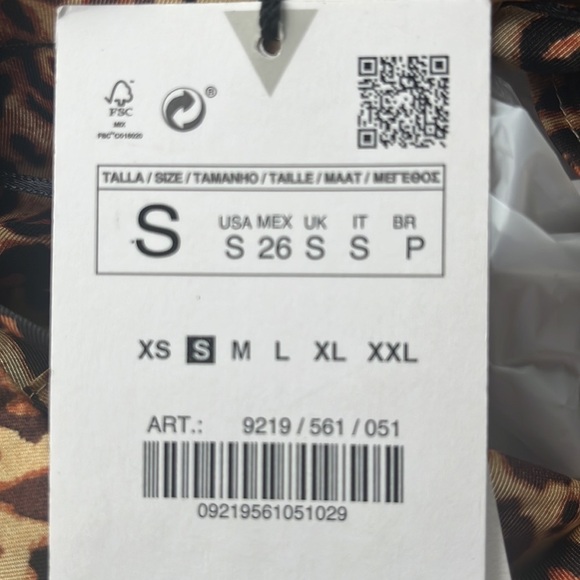 FSC
MIX
®
TALLA / SIZE / TAMANHO / TAILLE / MAAT / ΜΕΓΕΘΟΣ
S
USA MEX UK IT BR
S 26 S S P
XS S M L XL XXL
ART.: 9219 / 561 / 051
09219561051029